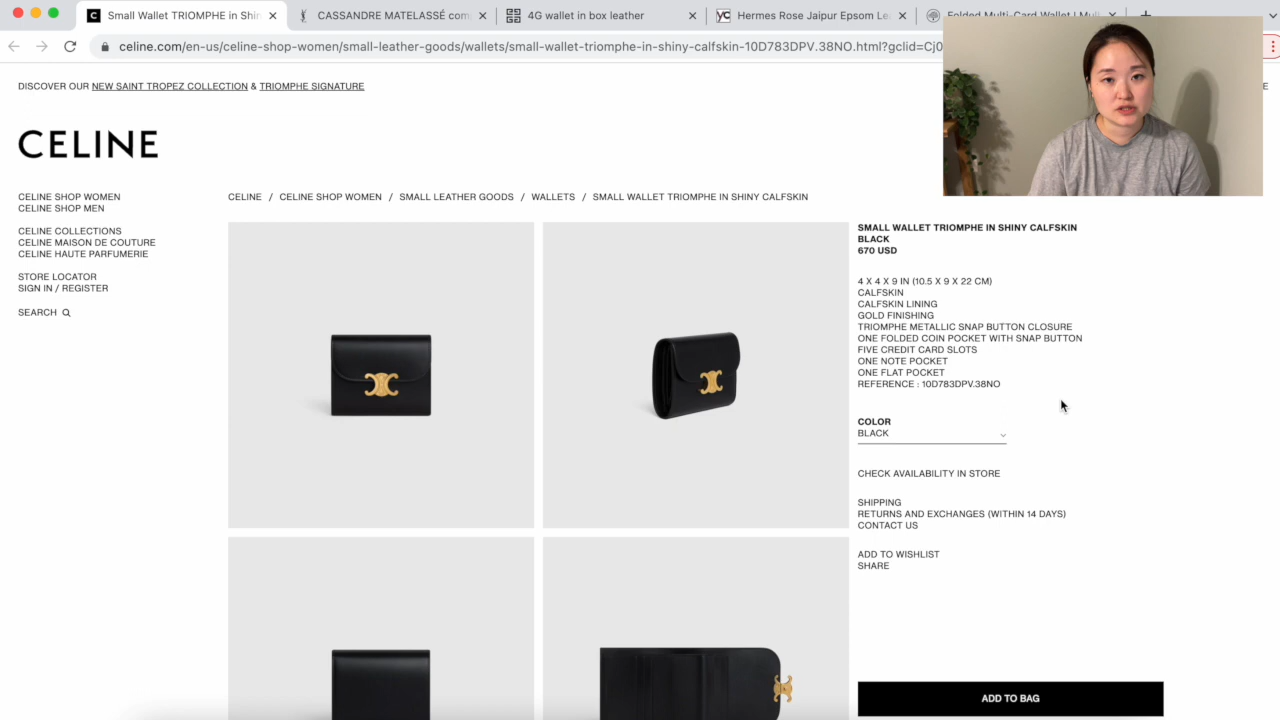 Small Wallet TRIOMPHE in Shin
CASSANDRE MATELASSÉ com
4G wallet in box leather
Hermes Rose Jaipur Epsom Le
Folded Multi-Card Wallet | Mul
celine.com/en-us/celine-shop-women/small-leather-goods/wallets/small-wallet-triomphe-in-shiny-calfskin-10D783DPV.38NO.html?gclid=Cj0
DISCOVER OUR NEW SAINT TROPEZ COLLECTION & TRIOMPHE SIGNATURE
CELINE
CELINE SHOP WOMEN
CELINE SHOP MEN
CELINE COLLECTIONS
CELINE MAISON DE COUTURE
CELINE HAUTE PARFUMERIE
STORE LOCATOR
SIGN IN / REGISTER
SEARCH
CELINE / CELINE SHOP WOMEN / SMALL LEATHER GOODS / WALLETS / SMALL WALLET TRIOMPHE IN SHINY CALFSKIN
SMALL WALLET TRIOMPHE IN SHINY CALFSKIN
BLACK
670 USD
4 X 4 X 9 IN (10.5 X 9 X 22 CM)
CALFSKIN
CALFSKIN LINING
GOLD FINISHING
TRIOMPHE METALLIC SNAP BUTTON CLOSURE
ONE FOLDED COIN POCKET WITH SNAP BUTTON
FIVE CREDIT CARD SLOTS
ONE NOTE POCKET
ONE FLAT POCKET
REFERENCE : 10D783DPV.38NO
COLOR
BLACK
CHECK AVAILABILITY IN STORE
SHIPPING
RETURNS AND EXCHANGES (WITHIN 14 DAYS)
CONTACT US
ADD TO WISHLIST
SHARE
ADD TO BAG